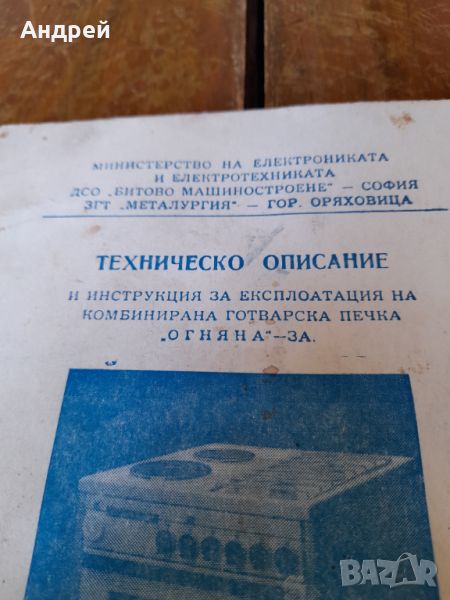 Андрей
МИНИСТЕРСТВО НА ЕЛЕКТРОНИКАТА
И ЕЛЕКТРОТЕХНИКАТА
ДСО „БИТОВО МАШИНОСТРОЕНЕ" — СОФИЯ
ЗГТ „МЕТАЛУРГИЯ" — ГОР. ОРЯХОВИЦА
ТЕХНИЧЕСКО ОПИСАНИЕ
И ИНСТРУКЦИЯ ЗА ЕКСПЛОАТАЦИЯ НА
КОМБИНИРАНА ГОТВАРСКА ПЕЧКА
„ОГНЯНА"—3А.
BAZAR